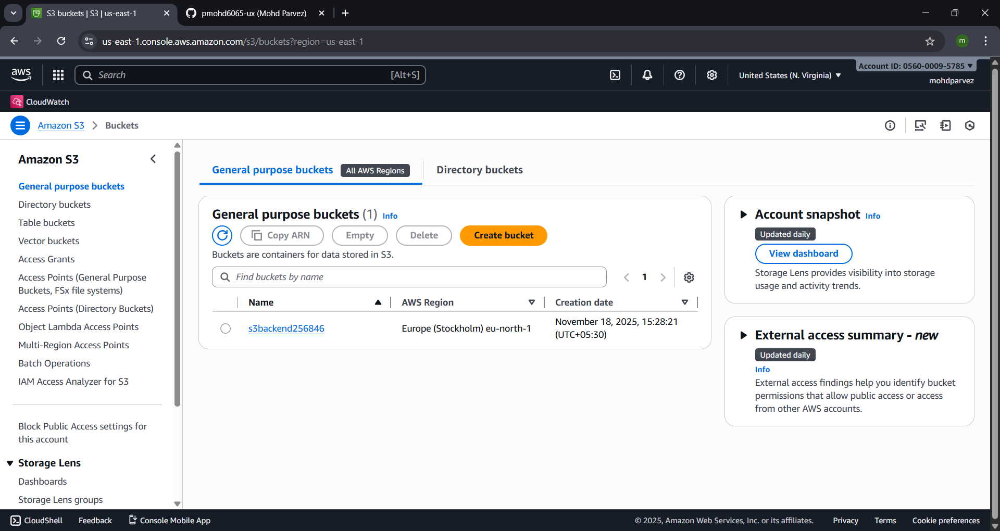 S3 buckets | S3 | us-east-1
pmohd6065-ux (Mohd Parvez)
us-east-1.console.aws.amazon.com/s3/buckets?region=us-east-1
m
aws
Search
[Alt+S]
United States (N. Virginia)
Account ID: 0560-0009-5785
mohdparvez
CloudWatch
Amazon S3
Buckets
Amazon S3
General purpose buckets
Directory buckets
Table buckets
Vector buckets
Access Grants
Access Points (General Purpose
Buckets, FSx file systems)
Access Points (Directory Buckets)
Object Lambda Access Points
Multi-Region Access Points
Batch Operations
IAM Access Analyzer for S3
Block Public Access settings for
this account
Storage Lens
Dashboards
Storage Lens groups
General purpose buckets All AWS Regions
Directory buckets
General purpose buckets (1) Info
Copy ARN
Empty
Delete
Create bucket
Buckets are containers for data stored in S3.
Find buckets by name
1
Name
AWS Region
Creation date
s3backend256846
Europe (Stockholm) eu-north-1
November 18, 2025, 15:28:21
(UTC+05:30)
Account snapshot Info
Updated daily
View dashboard
Storage Lens provides visibility into storage
usage and activity trends.
External access summary - new
Updated daily
Info
External access findings help you identify bucket
permissions that allow public access or access
from other AWS accounts.
CloudShell
Feedback
Console Mobile App
© 2025, Amazon Web Services, Inc. or its affiliates.
Privacy
Terms
Cookie preferences